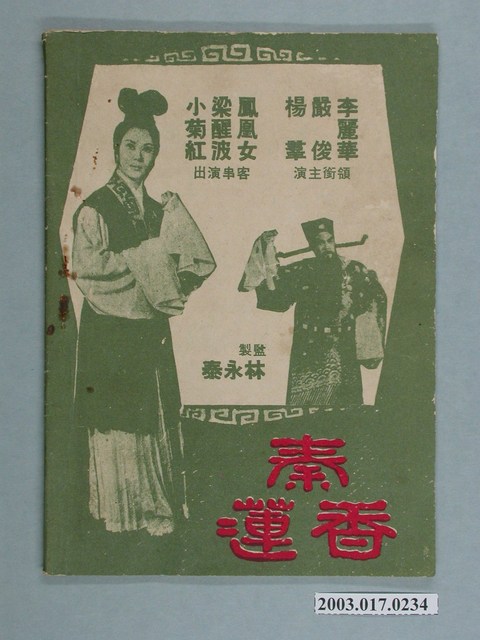 李麗華
嚴俊
楊羣
領銜主演
鳳凰女
梁醒波
小菊紅
客串演出
監製
林永泰
秦
香蓮
2003.017.0234